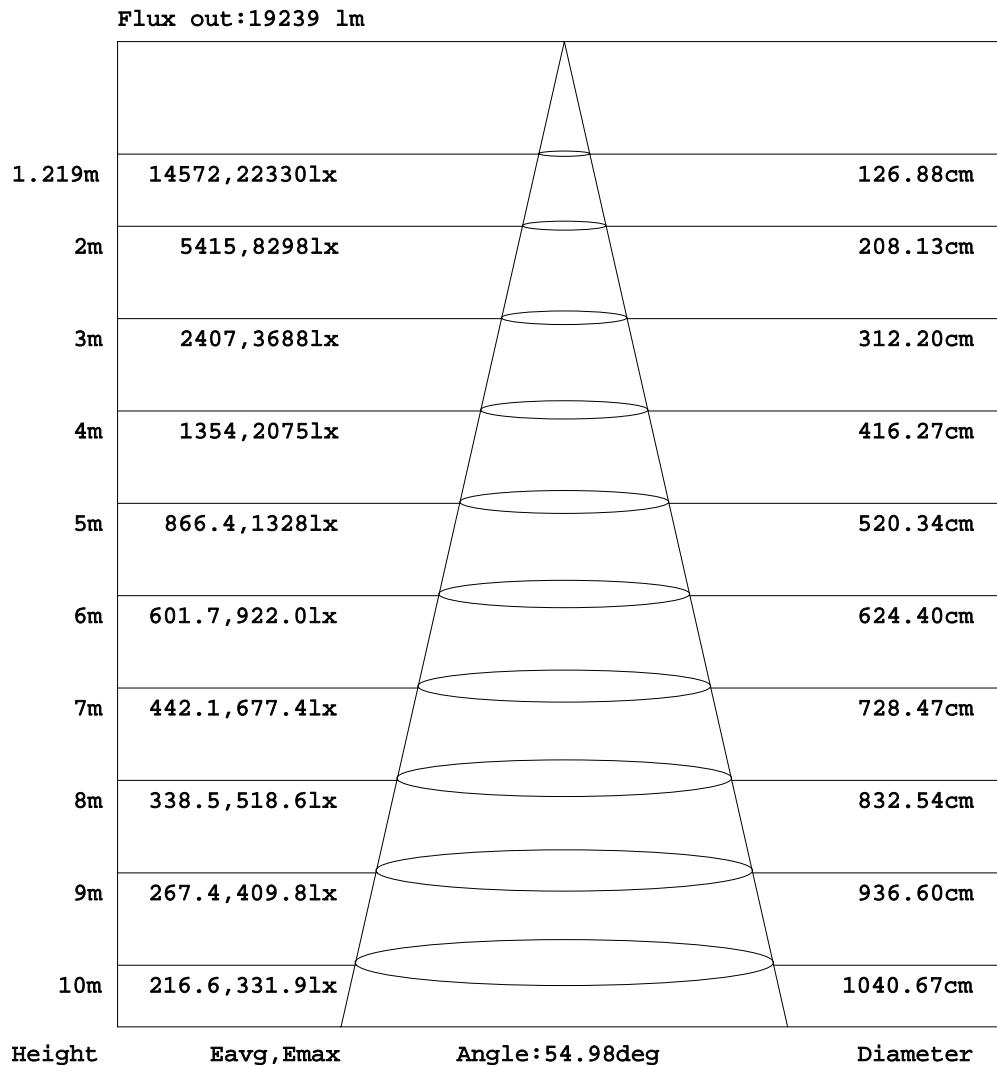 Flux out:19239 lm
1.219m 14572,22330lx 126.88cm
2m 5415,8298lx 208.13cm
3m 2407,3688lx 312.20cm
4m 1354,2075lx 416.27cm
5m 866.4,1328lx 520.34cm
6m 601.7,922.0lx 624.40cm
7m 442.1,677.4lx 728.47cm
8m 338.5,518.6lx 832.54cm
9m 267.4,409.8lx 936.60cm
10m 216.6,331.9lx 1040.67cm
Height Eavg,Emax Angle:54.98deg Diameter